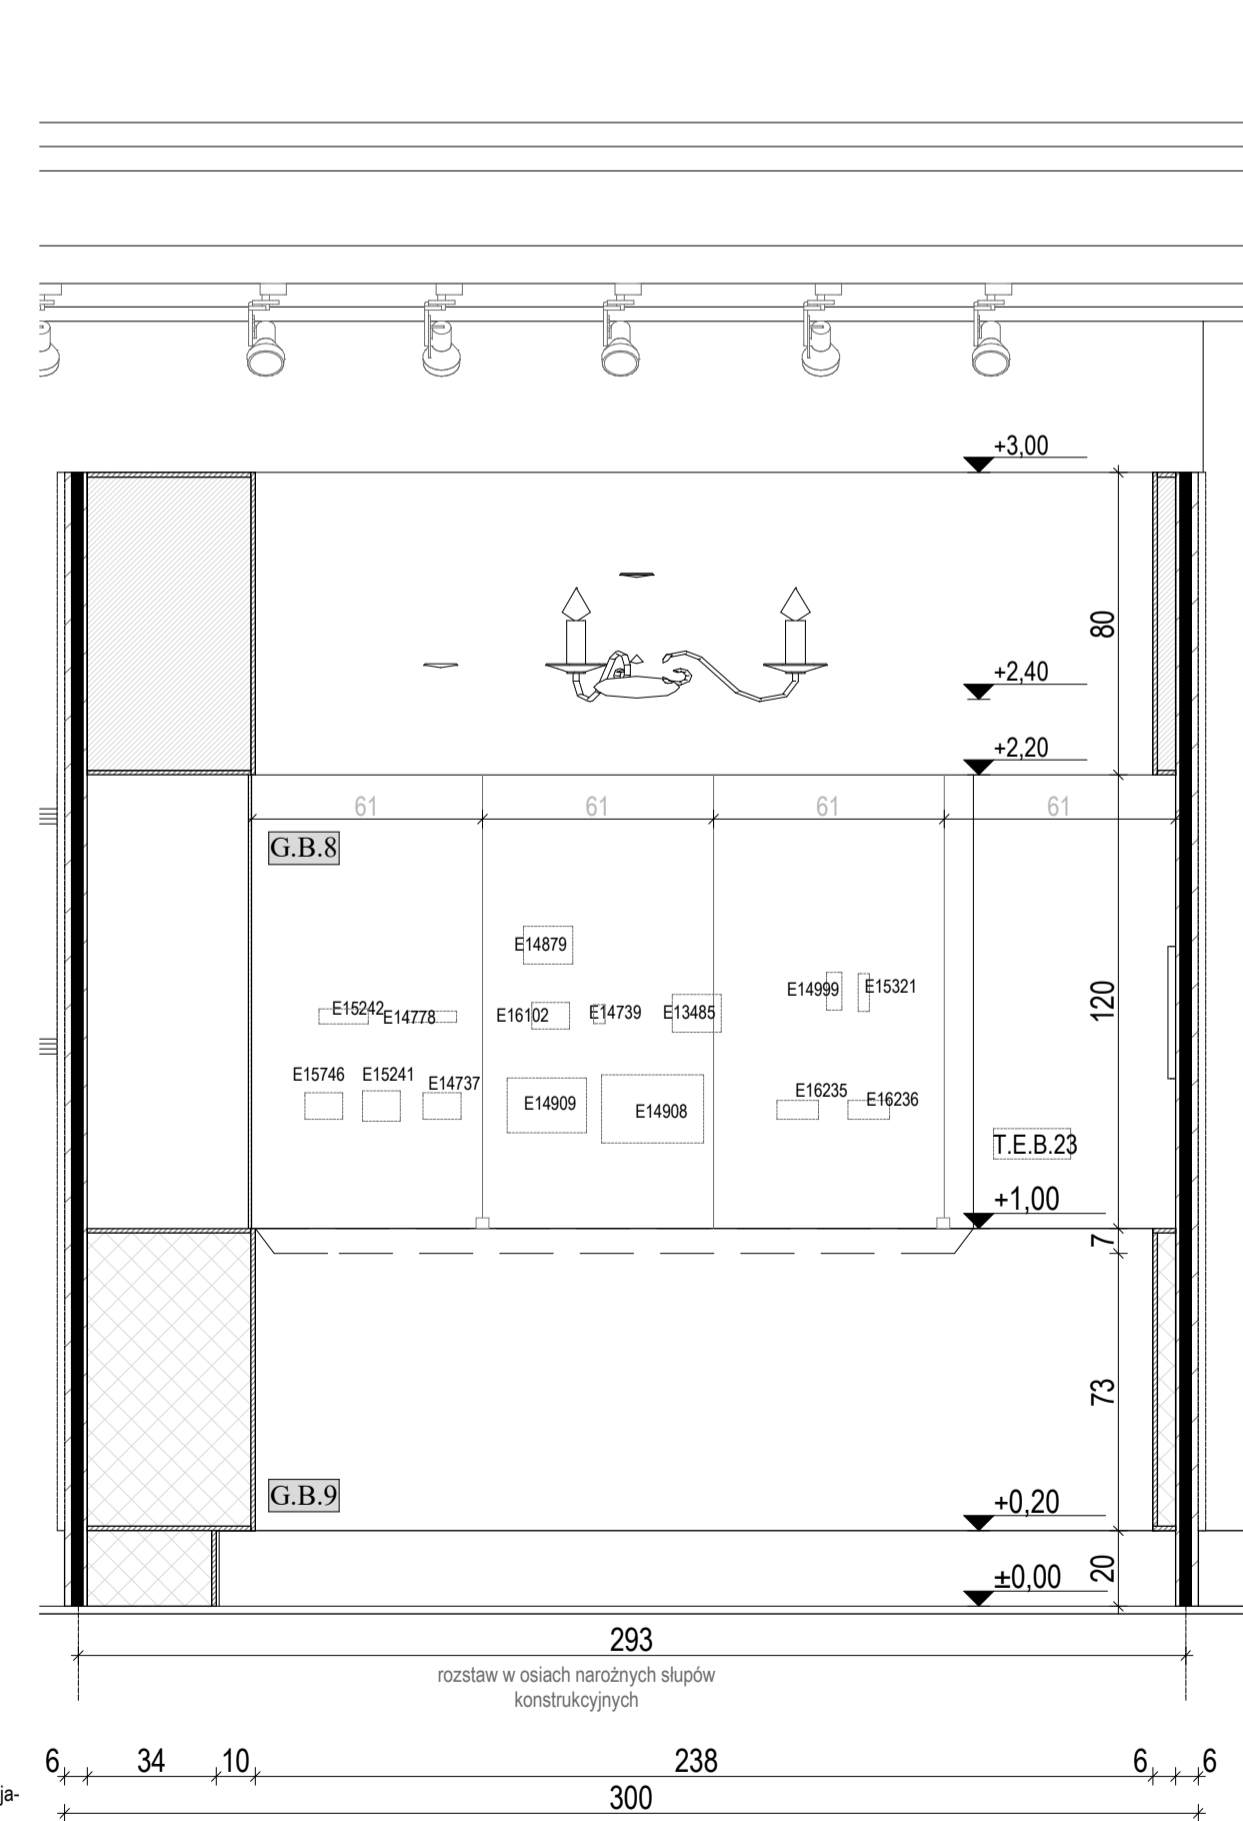 +3,00
80
+2,40
+2,20
61 61 61 61
G.B.8
E14879
E14999 E15321
E15242 E14778 E16102 E14739 E13485
120
E15746 E15241 E14737
E14909 E14908
E16235 E16236
T.E.B.23
+1,00
7
73
G.B.9
+0,20
20
±0,00
293
rozstaw w osiach narożnych słupów
konstrukcyjnych
6 34 10 238 6 6
ja-
300